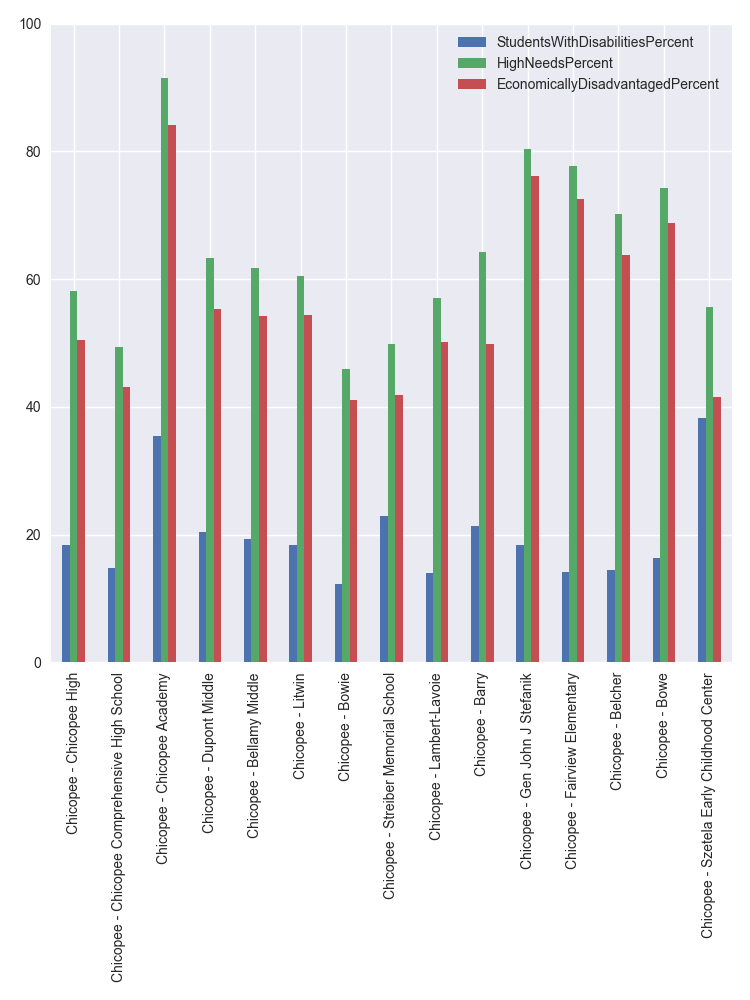 100
80
60
40
20
0
StudentsWithDisabilitiesPercent
HighNeedsPercent
EconomicallyDisadvantagedPercent
Chicopee - Chicopee High
Chicopee - Chicopee Comprehensive High School
Chicopee - Chicopee Academy
Chicopee - Dupont Middle
Chicopee - Bellamy Middle
Chicopee - Litwin
Chicopee - Bowie
Chicopee - Streiber Memorial School
Chicopee - Lambert-Lavoie
Chicopee - Barry
Chicopee - Gen John J Stefanik
Chicopee - Fairview Elementary
Chicopee - Belcher
Chicopee - Bowe
Chicopee - Szetela Early Childhood Center